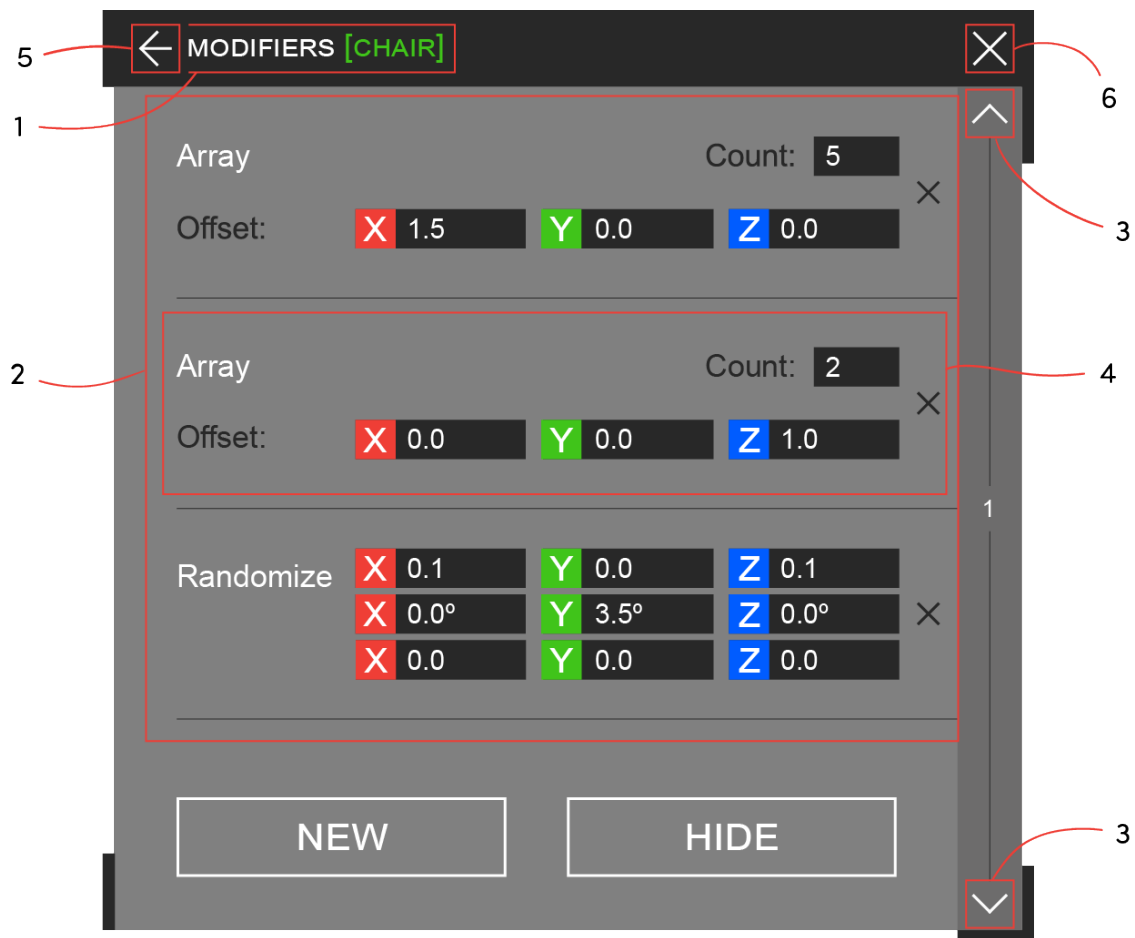 MODIFIERS [CHAIR]
5
6
1
Array Count: 5
3
Offset: X 1.5 Y 0.0 Z 0.0
2
Array Count: 2
4
Offset: X 0.0 Y 0.0 Z 1.0
1
Randomize
X 0.1 Y 0.0 Z 0.1
X 0.0º Y 3.5º Z 0.0º
X 0.0 Y 0.0 Z 0.0
NEW HIDE
3